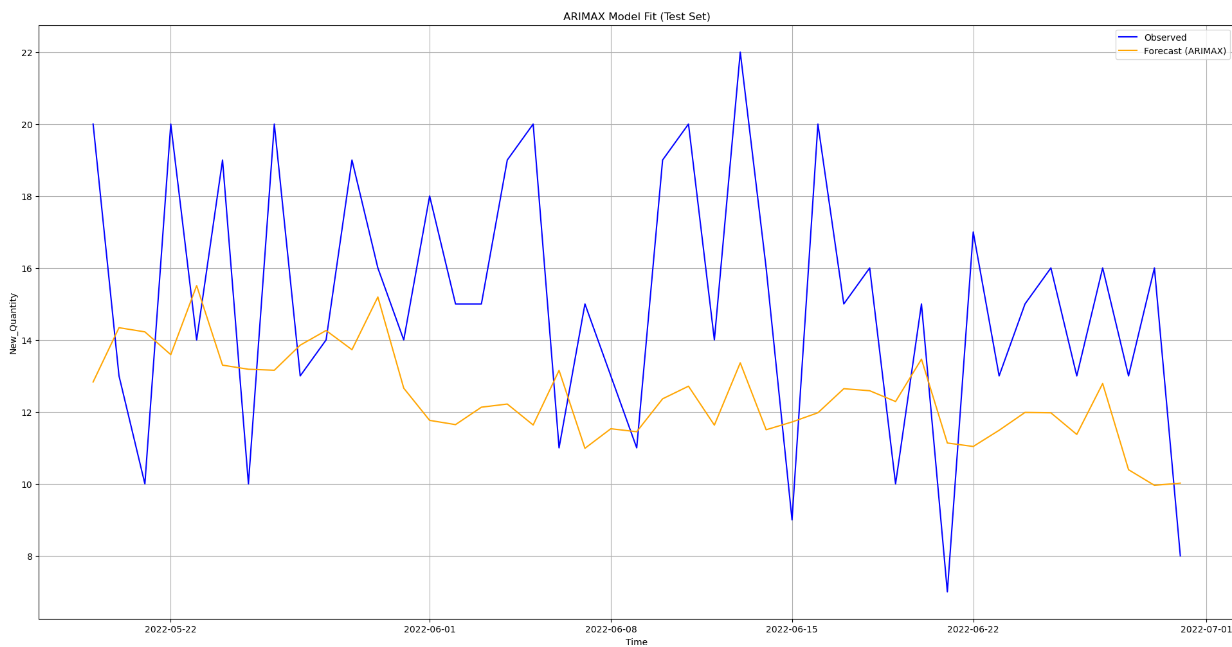 ARIMAX Model Fit (Test Set)
Observed
Forecast (ARIMAX)
New_Quantity
22
20
18
16
14
12
10
8
2022-05-22
2022-06-01
2022-06-08
2022-06-15
2022-06-22
2022-07-01
Time